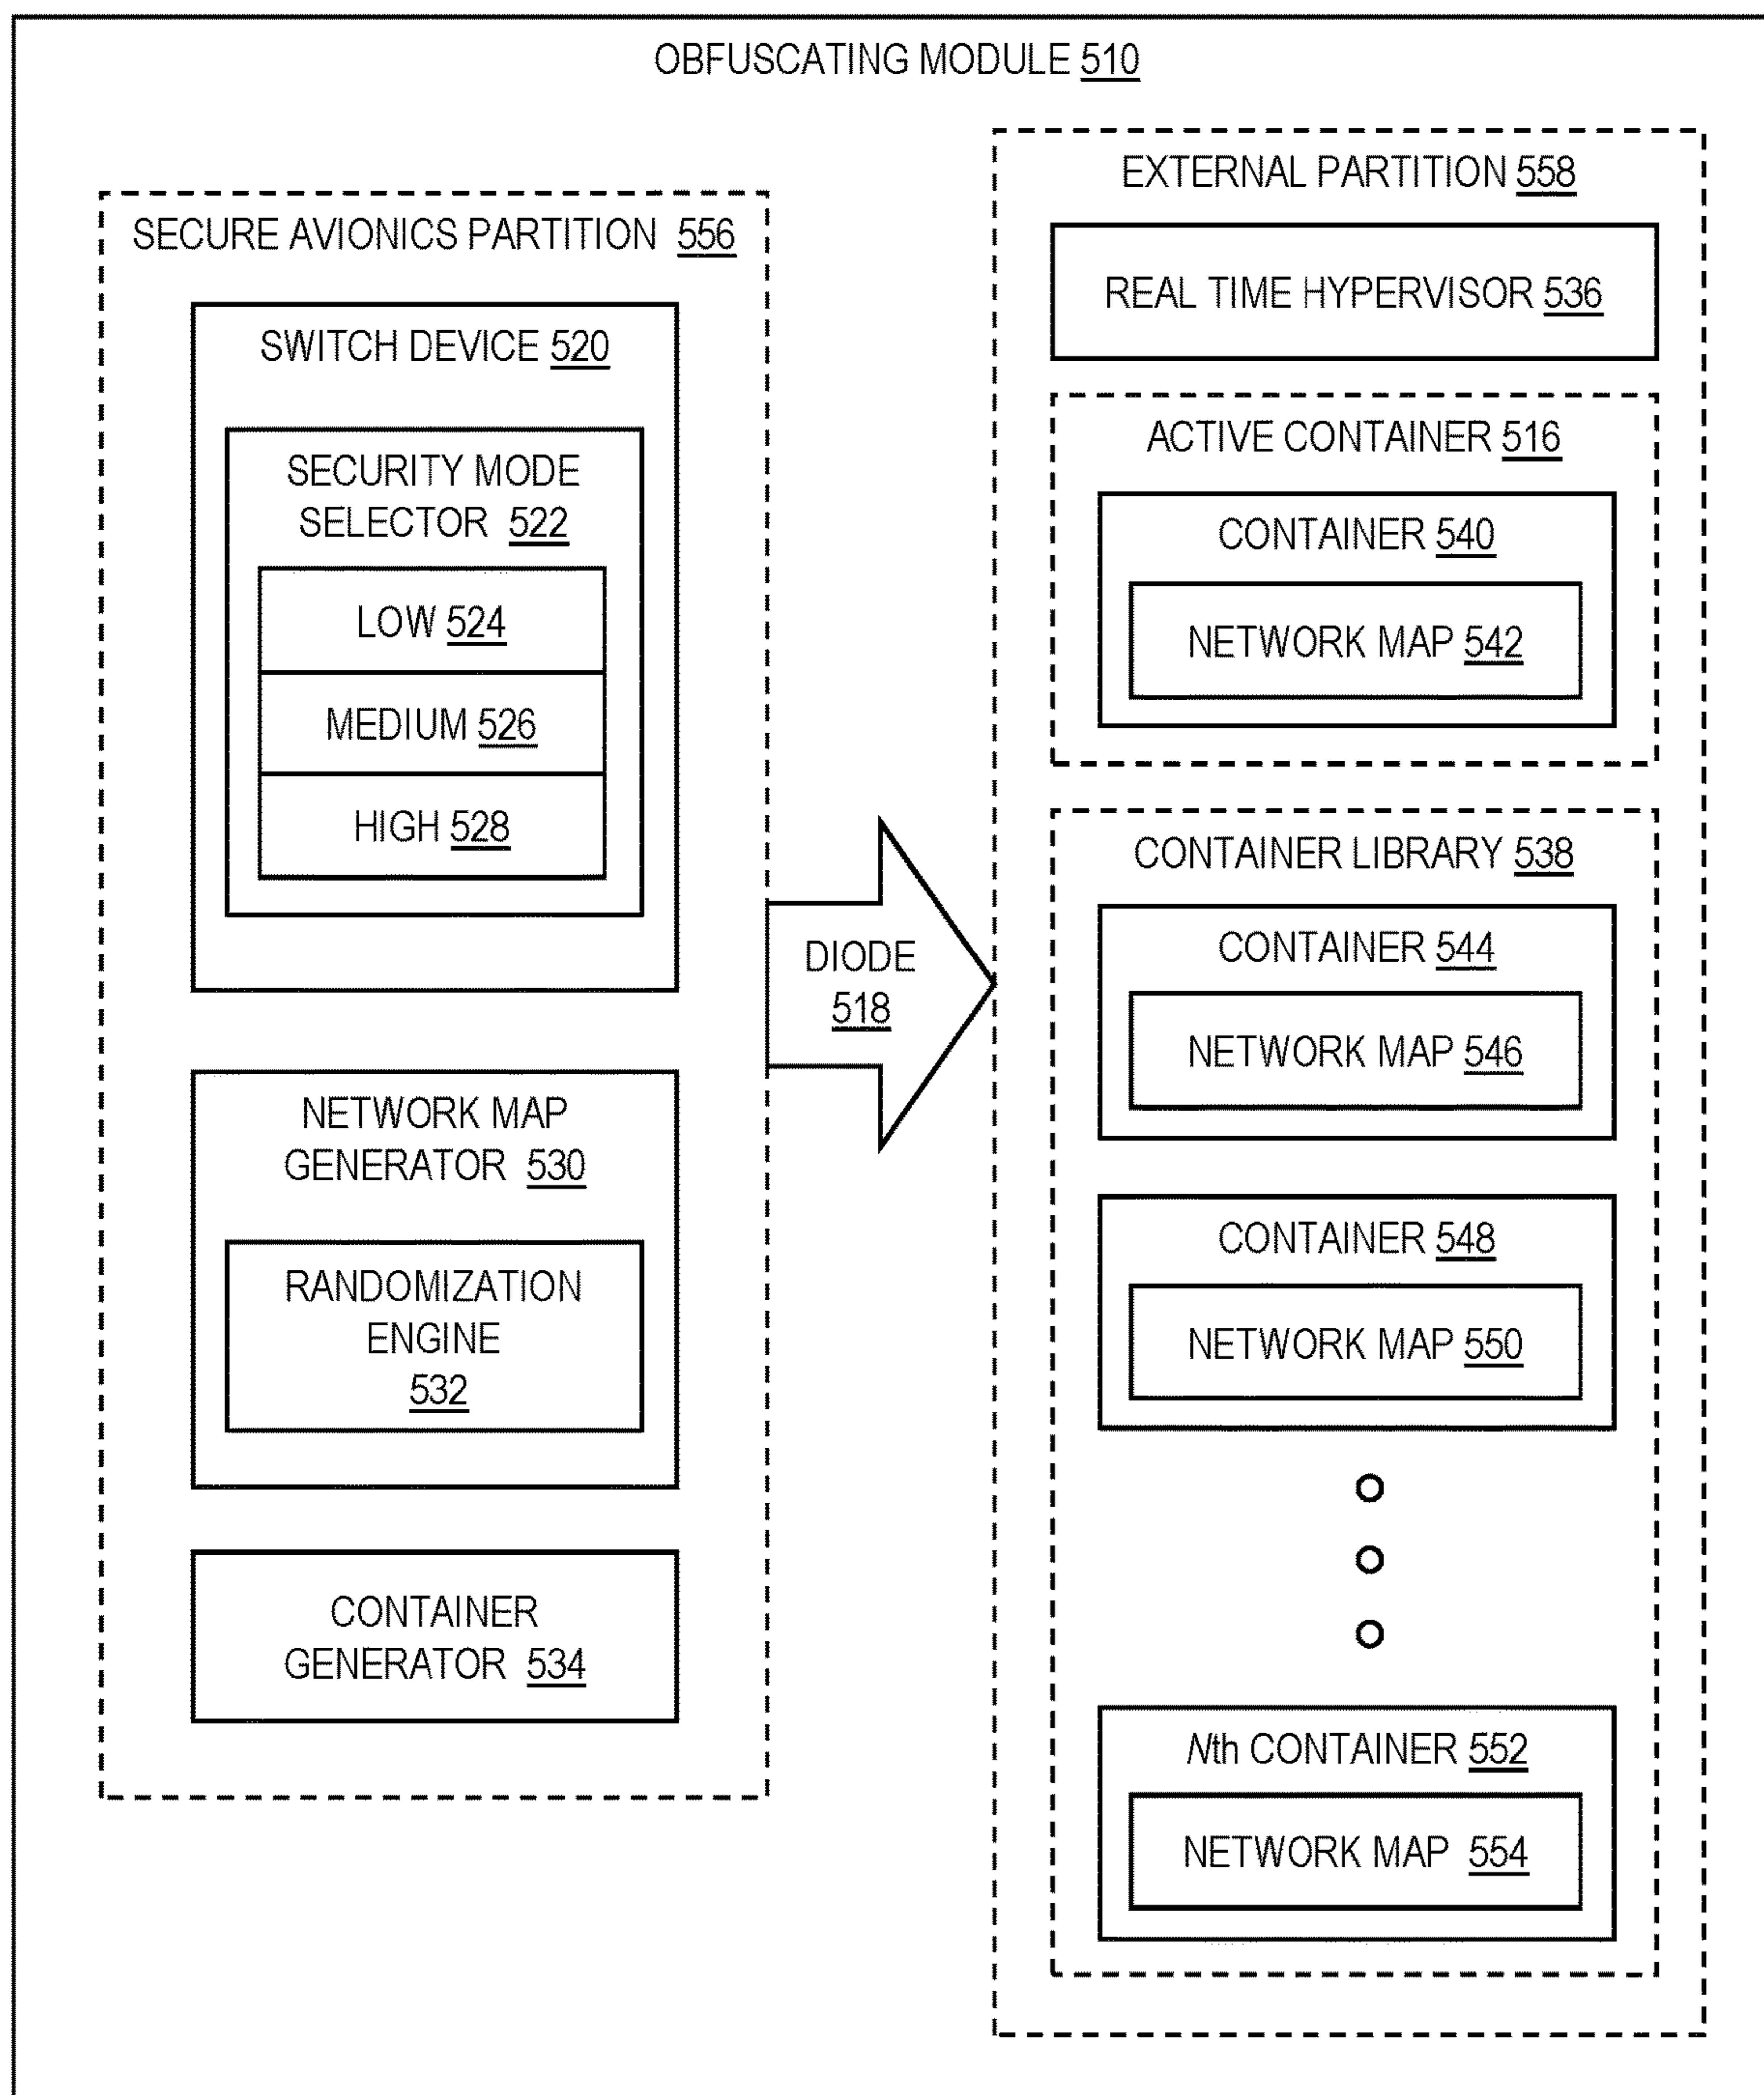 OBFUSCATING MODULE 510
SECURE AVIONICS PARTITION 556
SWITCH DEVICE 520
SECURITY MODE
SELECTOR 522
LOW 524
MEDIUM 526
HIGH 528
NETWORK MAP
GENERATOR 530
RANDOMIZATION
ENGINE
532
CONTAINER
GENERATOR 534
DIODE
518
EXTERNAL PARTITION 558
REAL TIME HYPERVISOR 536
ACTIVE CONTAINER 516
CONTAINER 540
NETWORK MAP 542
CONTAINER LIBRARY 538
CONTAINER 544
NETWORK MAP 546
CONTAINER 548
NETWORK MAP 550
Nth CONTAINER 552
NETWORK MAP 554